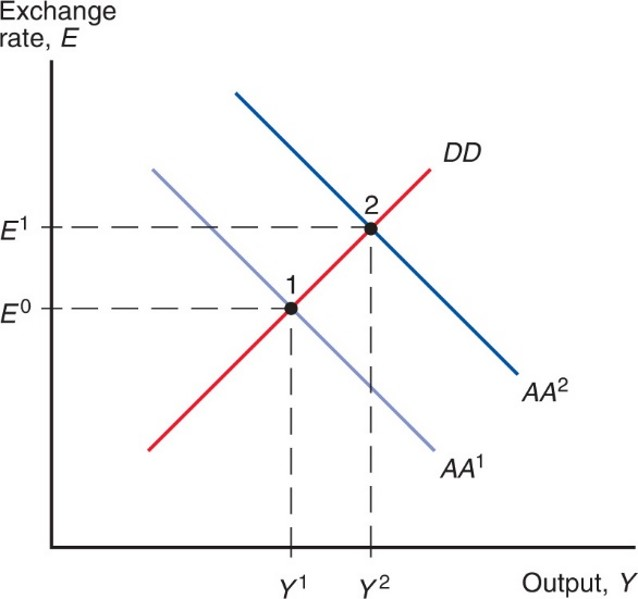 Exchange
rate, E
DD
2
E¹
1
E⁰
AA²
AA¹
Y¹
Y²
Output, Y